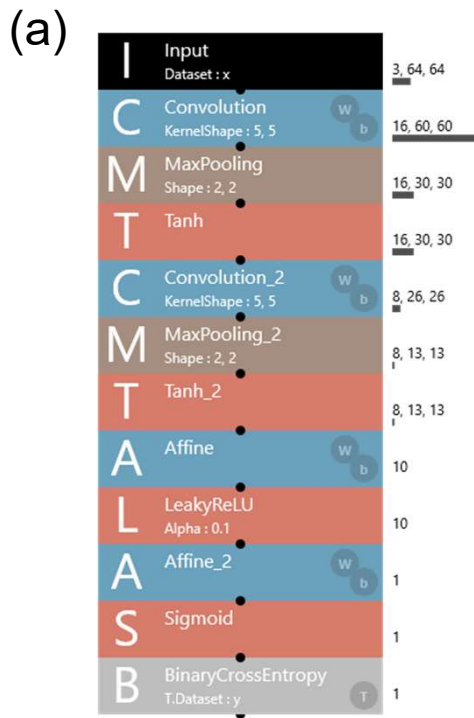 (a)
I Input 3, 64, 64
Dataset : x
C Convolution W b 16, 60, 60
KernelShape : 5, 5
M MaxPooling 16, 30, 30
Shape : 2, 2
T Tanh 16, 30, 30
C Convolution_2 W b 8, 26, 26
KernelShape : 5, 5
M MaxPooling_2 8, 13, 13
Shape : 2, 2
T Tanh_2 8, 13, 13
A Affine W b 10
L LeakyReLU 10
Alpha : 0.1
A Affine_2 W b 1
S Sigmoid 1
B BinaryCrossEntropy T 1
T.Dataset : y